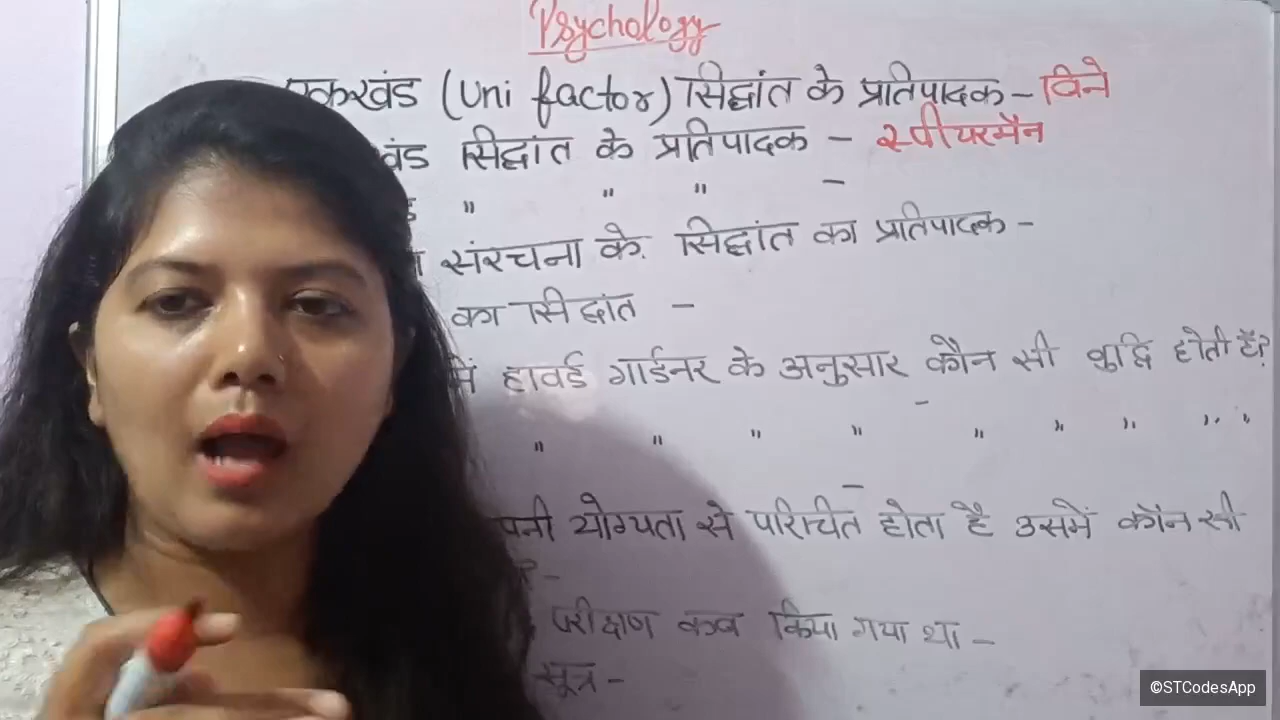 Psychology
एकखंड (Uni factor) सिद्धांत के प्रतिपादक - विने
खंड सिद्धांत के प्रतिपादक - स्पीयरमैन
" " " -
संरचना के. सिद्धांत का प्रतिपादक -
का सिद्धांत -
में हावर्ड गार्डनर के अनुसार कौन सी बुद्धि होती है?
-
" " " " " " " " "
-
पनी योग्यता से परिचित होता है उसमें कौन सी
? -
परीक्षण कब किया गया था -
सूत्र -
©STCodesApp